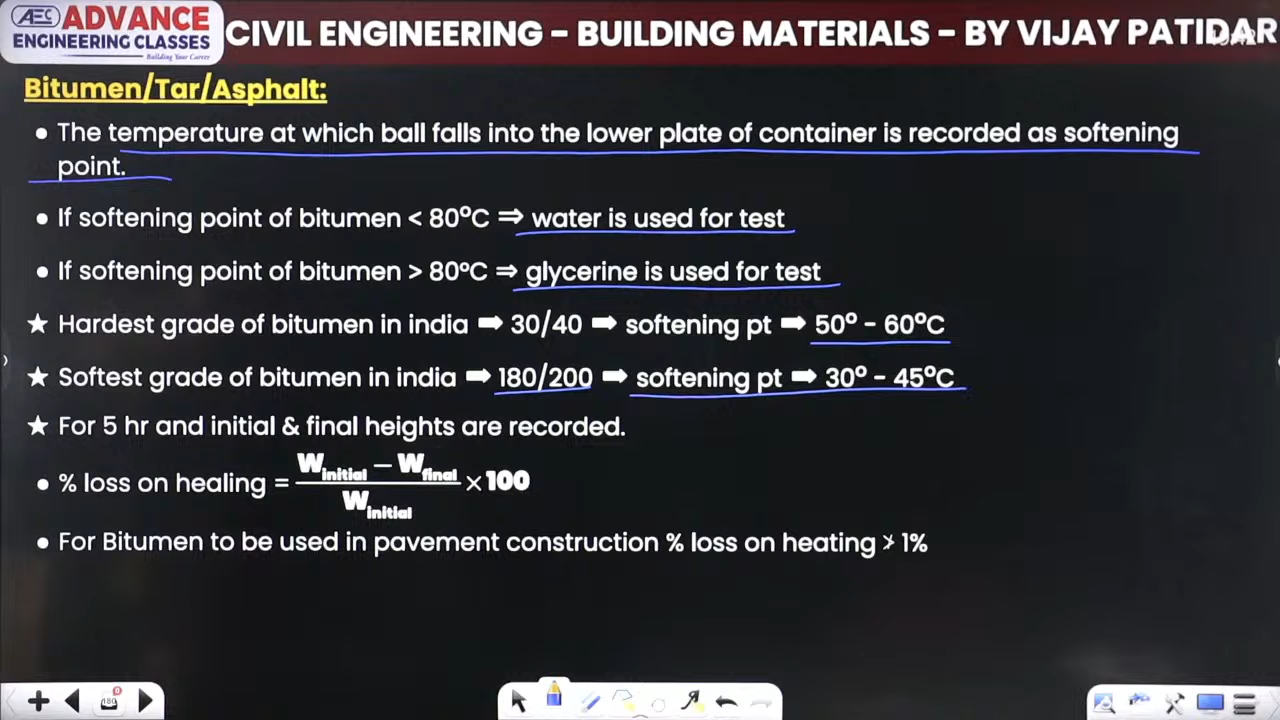 AEC ADVANCE
ENGINEERING CLASSES
Building Your Career
CIVIL ENGINEERING - BUILDING MATERIALS - BY VIJAY PATIDAR
Bitumen/Tar/Asphalt:
• The temperature at which ball falls into the lower plate of container is recorded as softening
point.
• If softening point of bitumen < 80°C ⇒ water is used for test
• If softening point of bitumen > 80°C ⇒ glycerine is used for test
★ Hardest grade of bitumen in india ➡ 30/40 ➡ softening pt ➡ 50° - 60°C
★ Softest grade of bitumen in india ➡ 180/200 ➡ softening pt ➡ 30° - 45°C
★ For 5 hr and initial & final heights are recorded.
• % loss on healing = (W_initial − W_final) / W_initial × 100
• For Bitumen to be used in pavement construction % loss on heating ≯ 1%
180
0